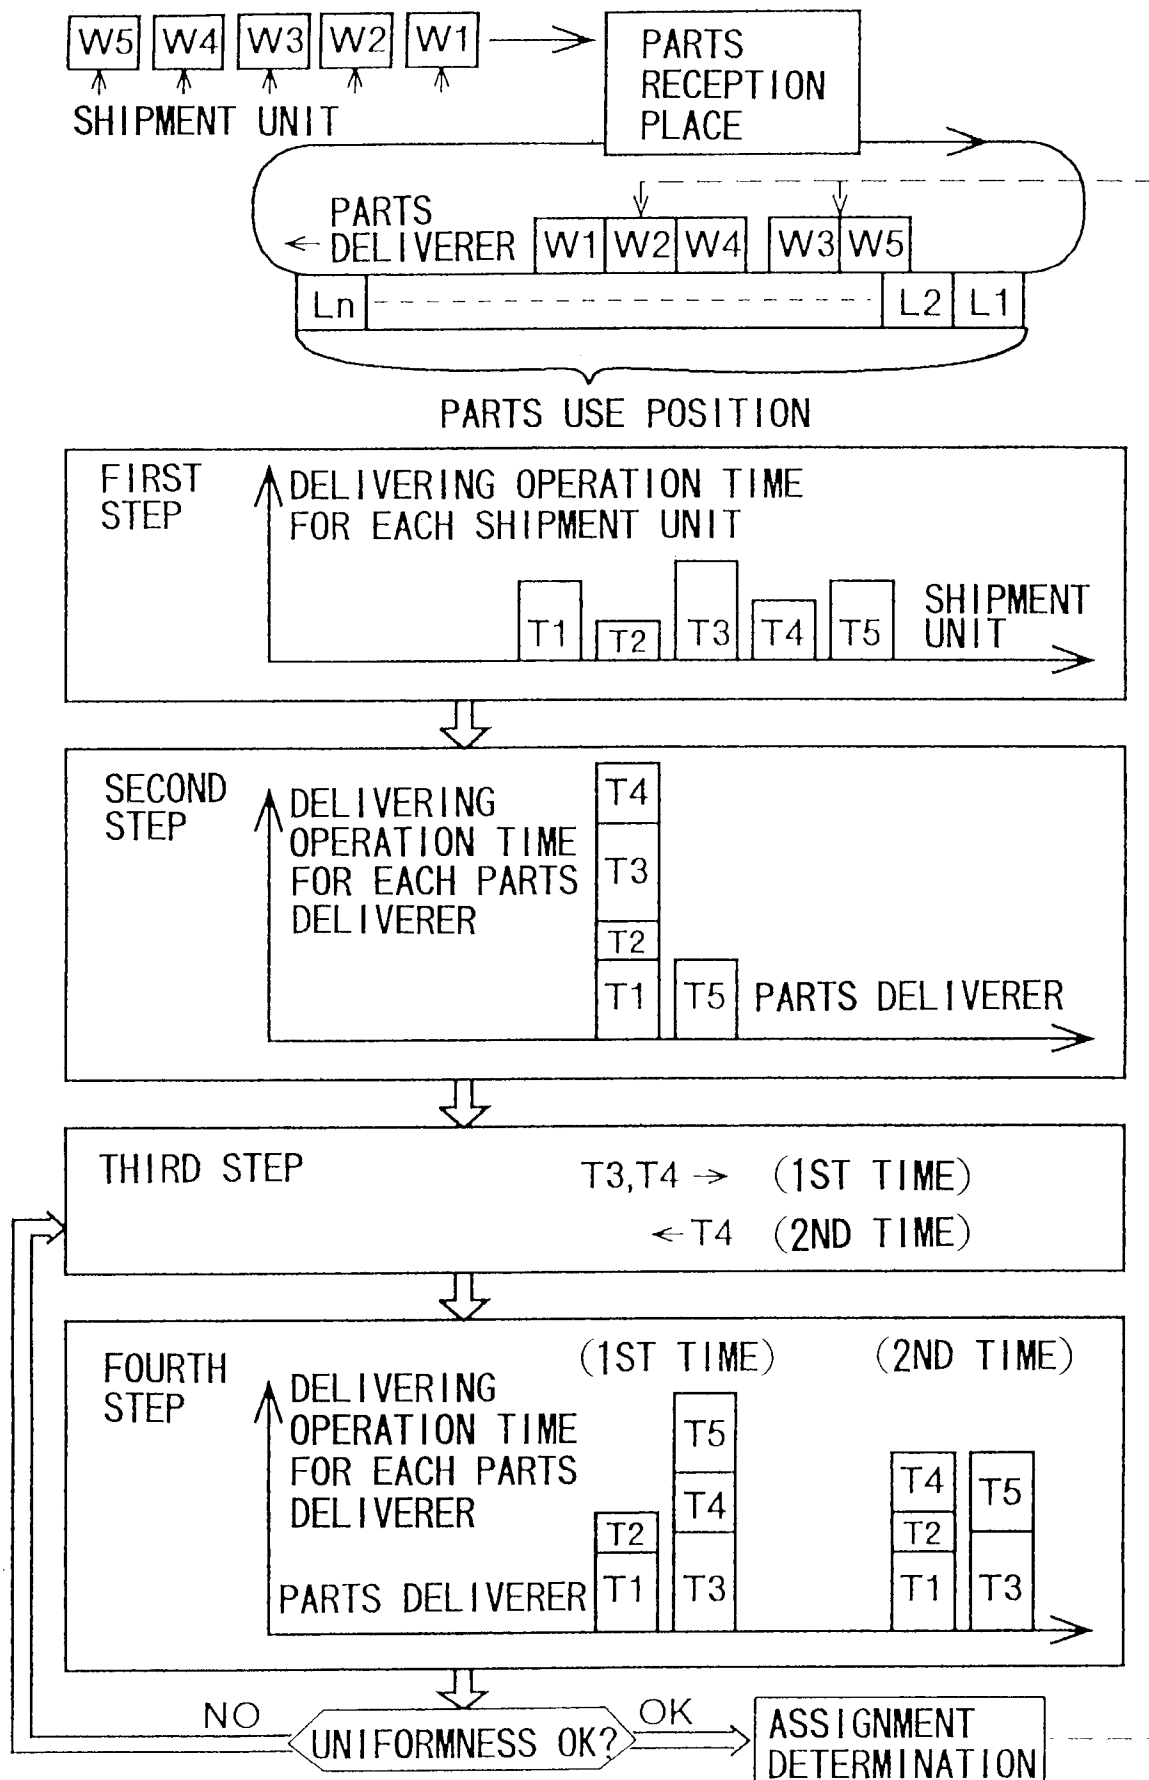 W5 W4 W3 W2 W1
PARTS
RECEPTION
PLACE
SHIPMENT UNIT
PARTS
DELIVERER
W1 W2 W4 W3 W5
Ln L2 L1
PARTS USE POSITION
FIRST
STEP
DELIVERING OPERATION TIME
FOR EACH SHIPMENT UNIT
T1 T2 T3 T4 T5
SHIPMENT
UNIT
SECOND
STEP
DELIVERING
OPERATION TIME
FOR EACH PARTS
DELIVERER
T4
T3
T2
T1
T5
PARTS DELIVERER
THIRD STEP
T3,T4 → (1ST TIME)
← T4 (2ND TIME)
FOURTH
STEP
(1ST TIME)
(2ND TIME)
DELIVERING
OPERATION TIME
FOR EACH PARTS
DELIVERER
PARTS DELIVERER
T2
T1
T5
T4
T3
T4
T2
T1
T5
T3
NO
UNIFORMNESS OK?
OK
ASSIGNMENT
DETERMINATION